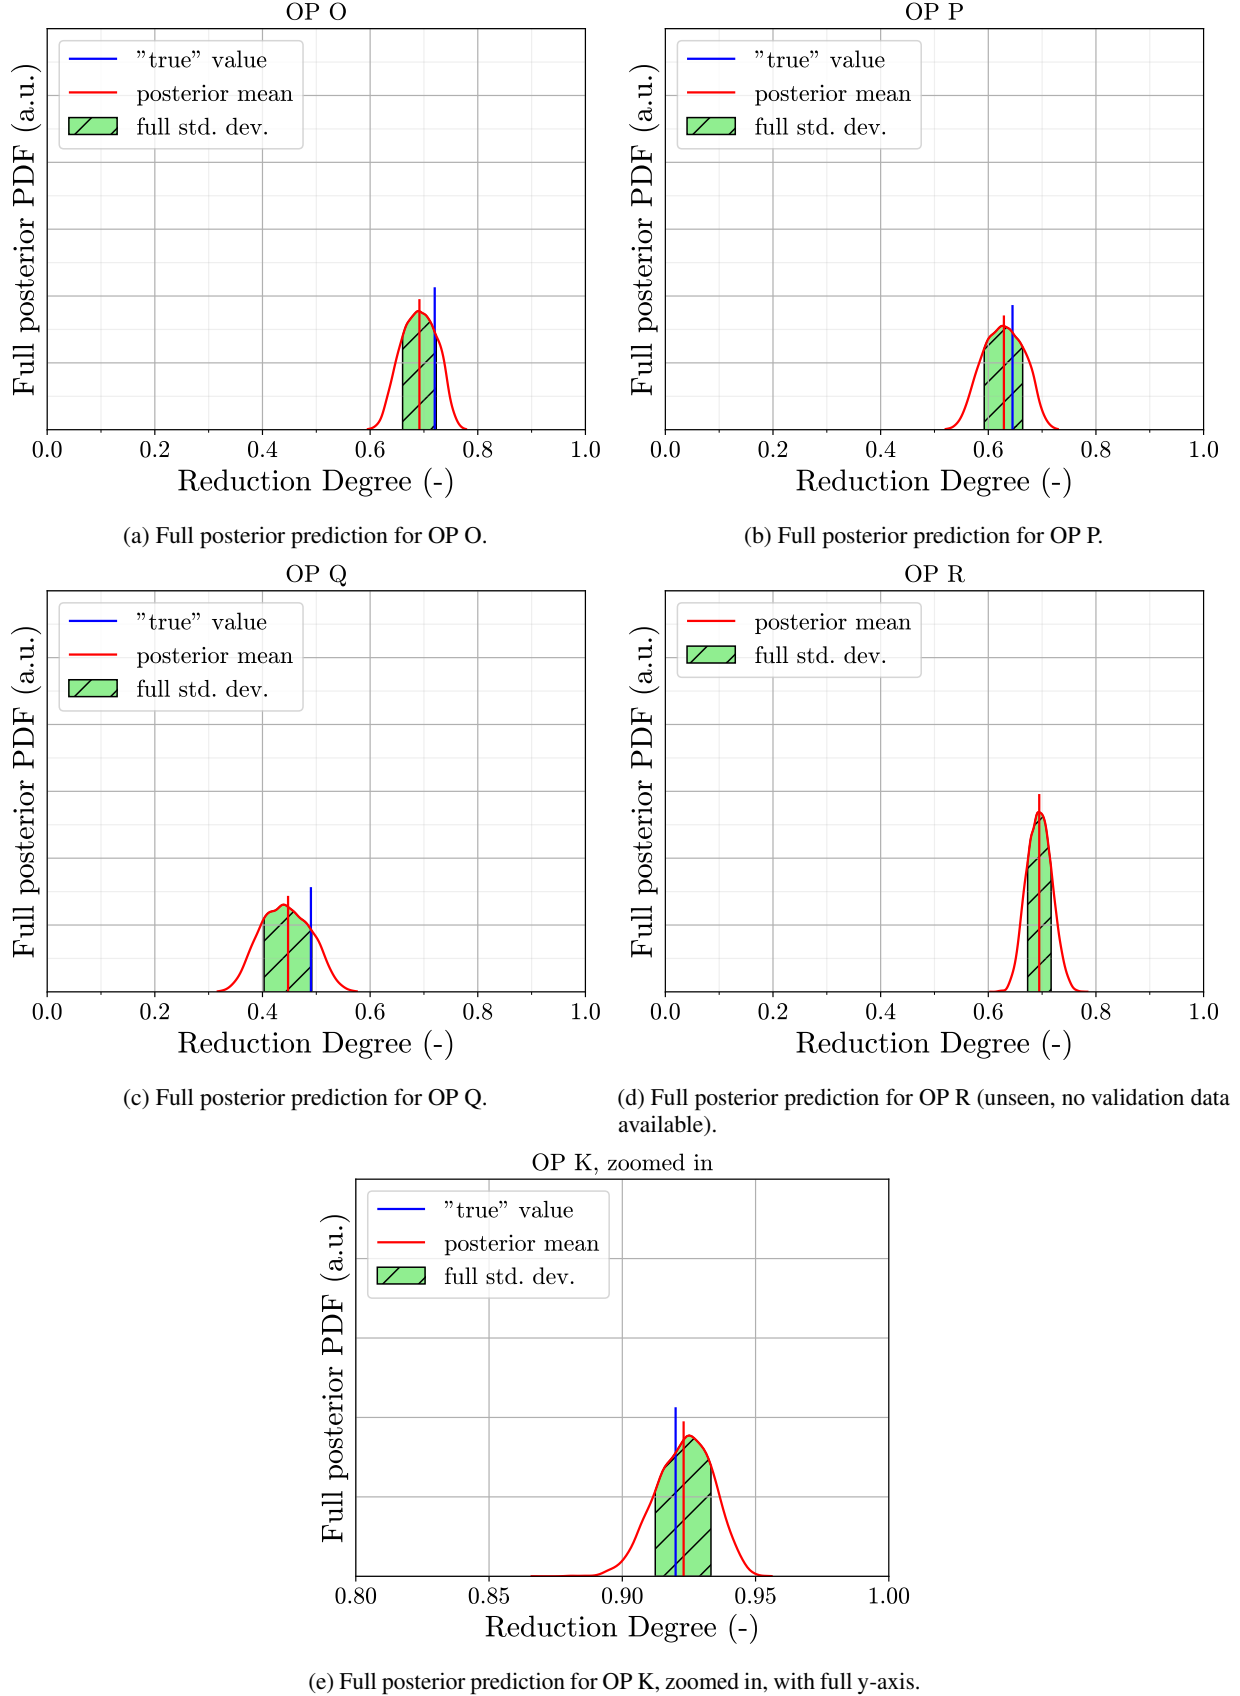 OP O
”true” value
posterior mean
full std. dev.
Full posterior PDF (a.u.)
0.0 0.2 0.4 0.6 0.8 1.0
Reduction Degree (-)
(a) Full posterior prediction for OP O.
OP P
”true” value
posterior mean
full std. dev.
Full posterior PDF (a.u.)
0.0 0.2 0.4 0.6 0.8 1.0
Reduction Degree (-)
(b) Full posterior prediction for OP P.
OP Q
”true” value
posterior mean
full std. dev.
Full posterior PDF (a.u.)
0.0 0.2 0.4 0.6 0.8 1.0
Reduction Degree (-)
(c) Full posterior prediction for OP Q.
OP R
posterior mean
full std. dev.
Full posterior PDF (a.u.)
0.0 0.2 0.4 0.6 0.8 1.0
Reduction Degree (-)
(d) Full posterior prediction for OP R (unseen, no validation data
available).
OP K, zoomed in
”true” value
posterior mean
full std. dev.
Full posterior PDF (a.u.)
0.80 0.85 0.90 0.95 1.00
Reduction Degree (-)
(e) Full posterior prediction for OP K, zoomed in, with full y-axis.